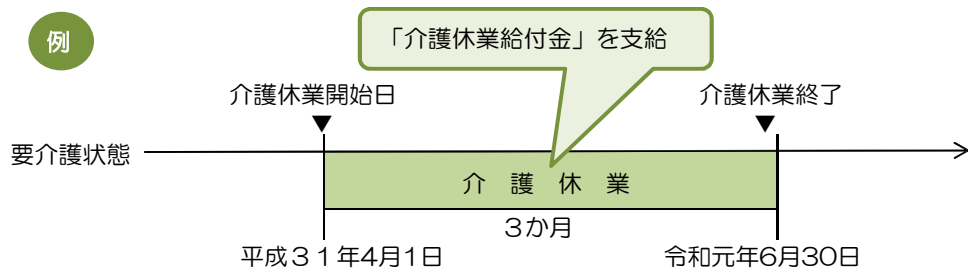 例
「介護休業給付金」を支給
介護休業開始日
介護休業終了
▼
▼
要介護状態
介 護 休 業
3か月
平成31年4月1日
令和元年6月30日